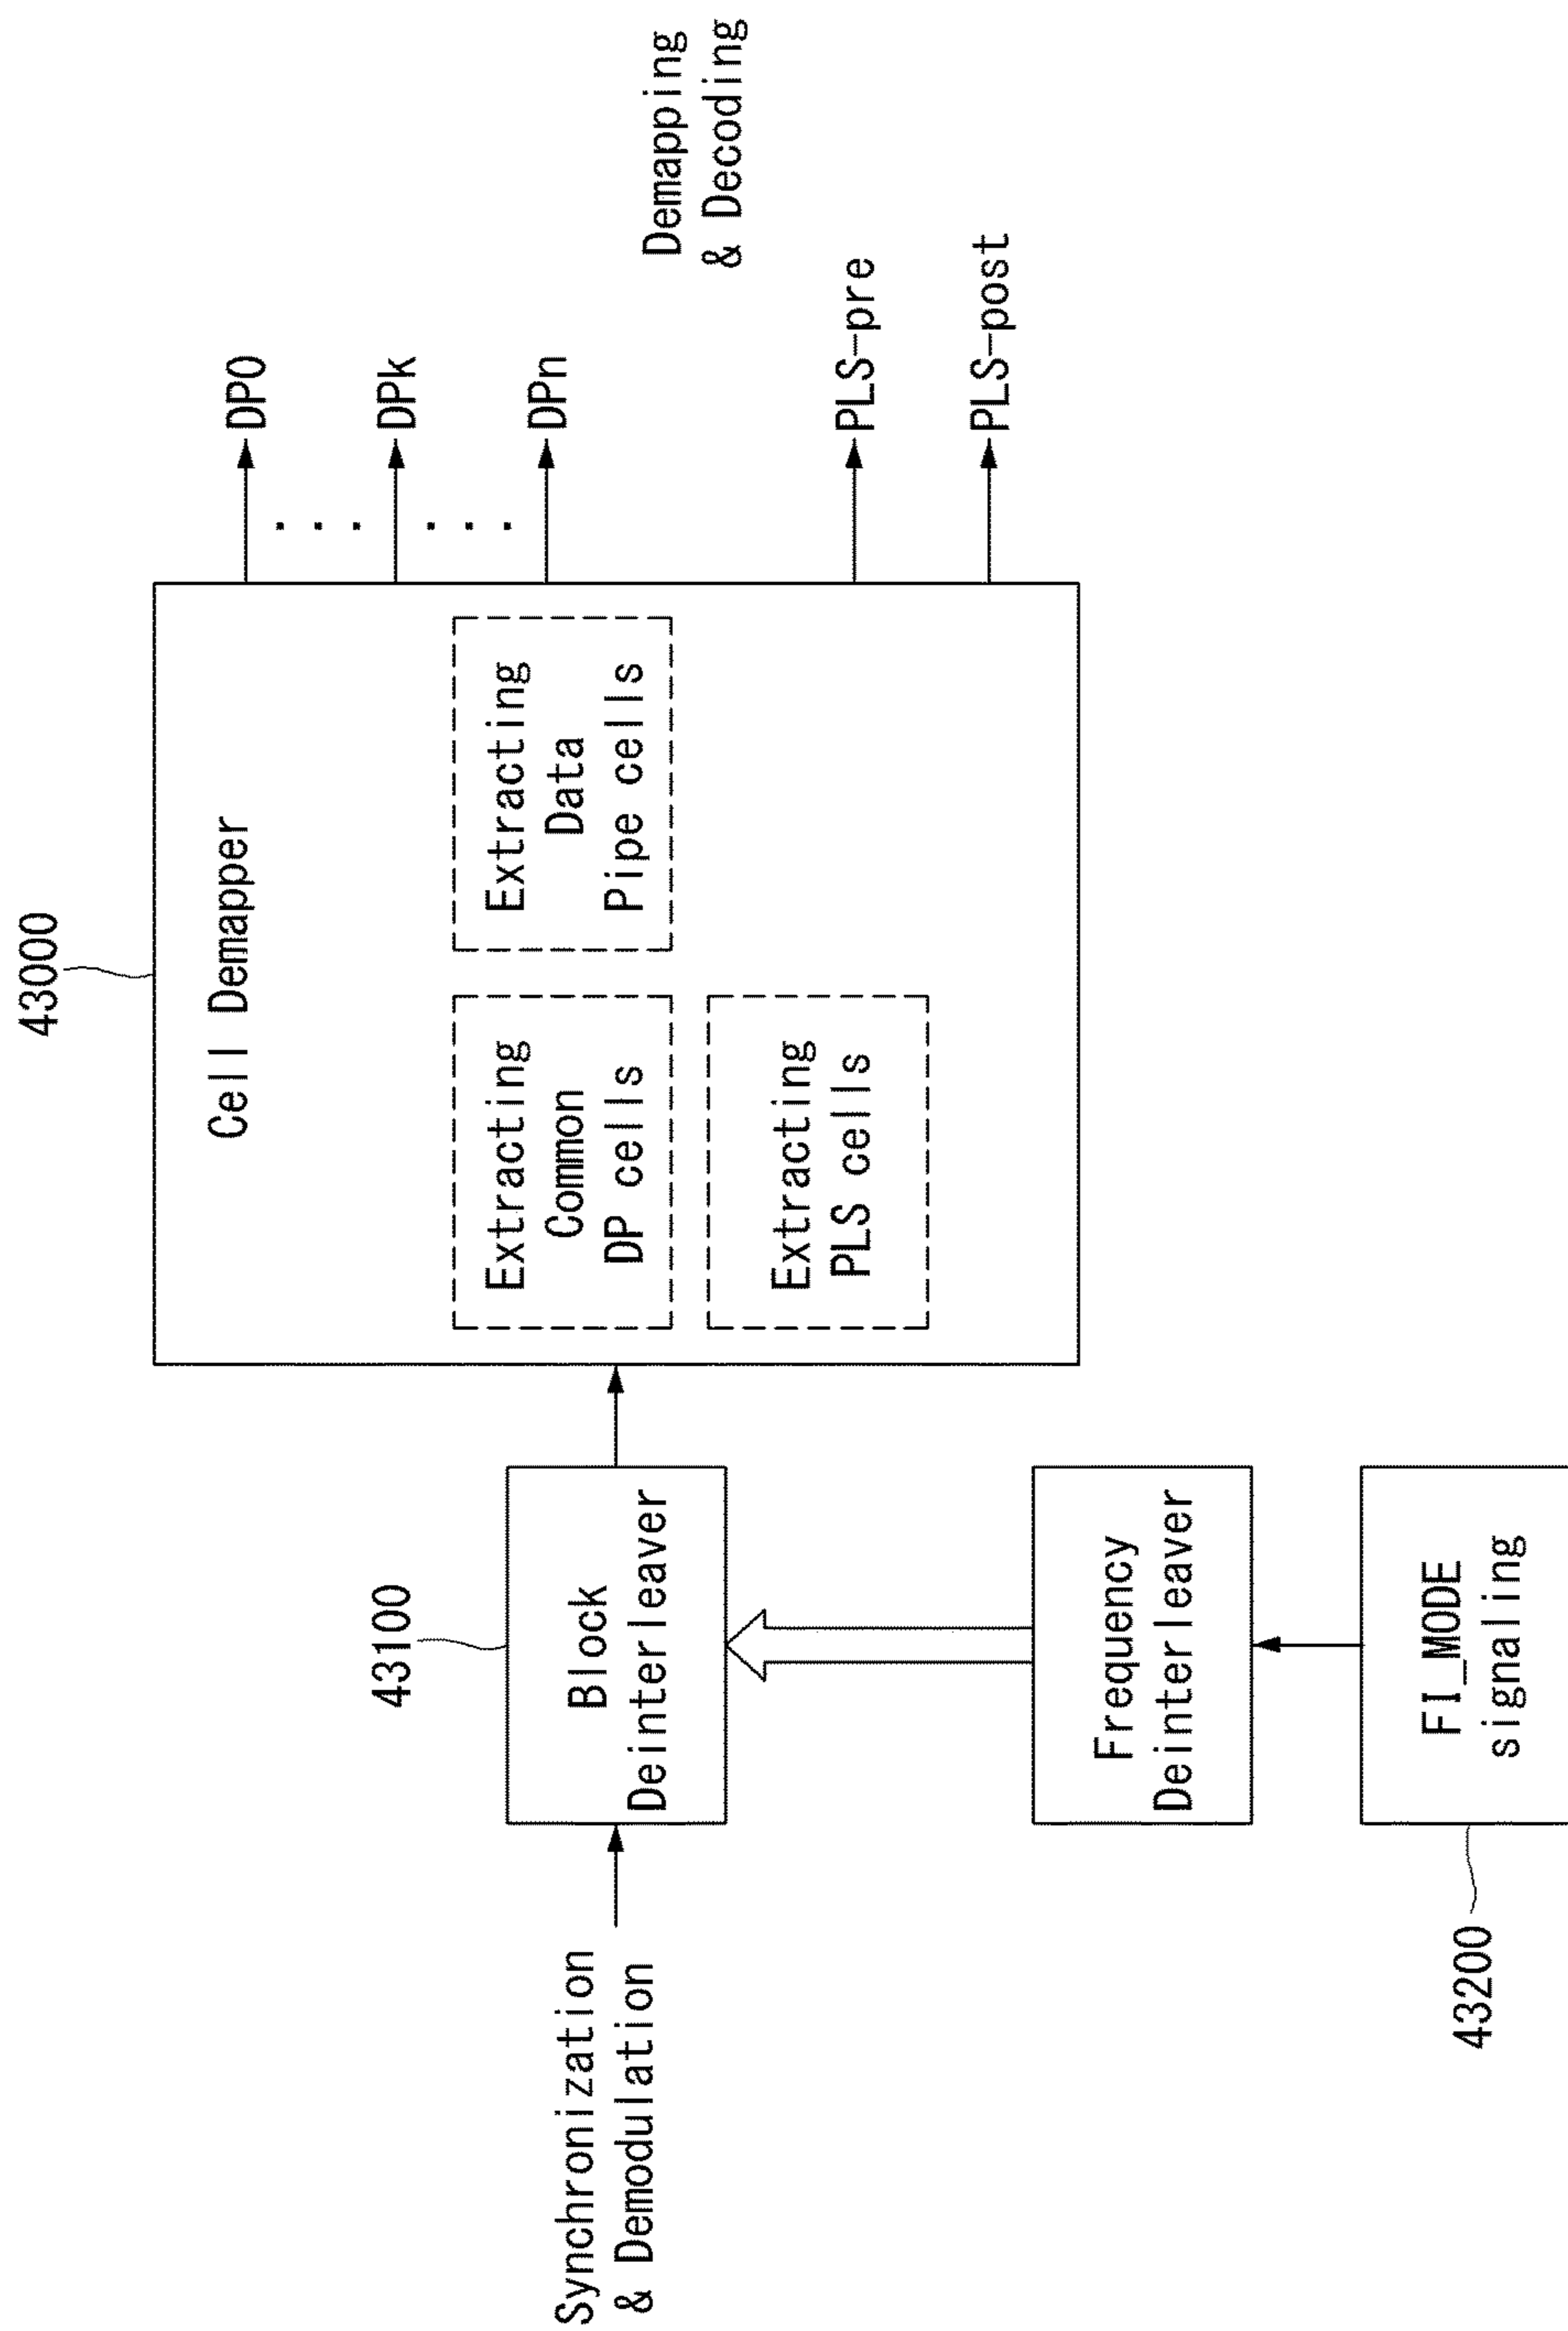 43000
Cell Demapper
Extracting
Common
DP cells
Extracting
Data
Pipe cells
Extracting
PLS cells
DP0
DPk
DPn
PLS-pre
PLS-post
Demapping
& Decoding
43100
Block
Deinterleaver
Synchronization
& Demodulation
Frequency
Deinterleaver
FI_MODE
signaling
43200